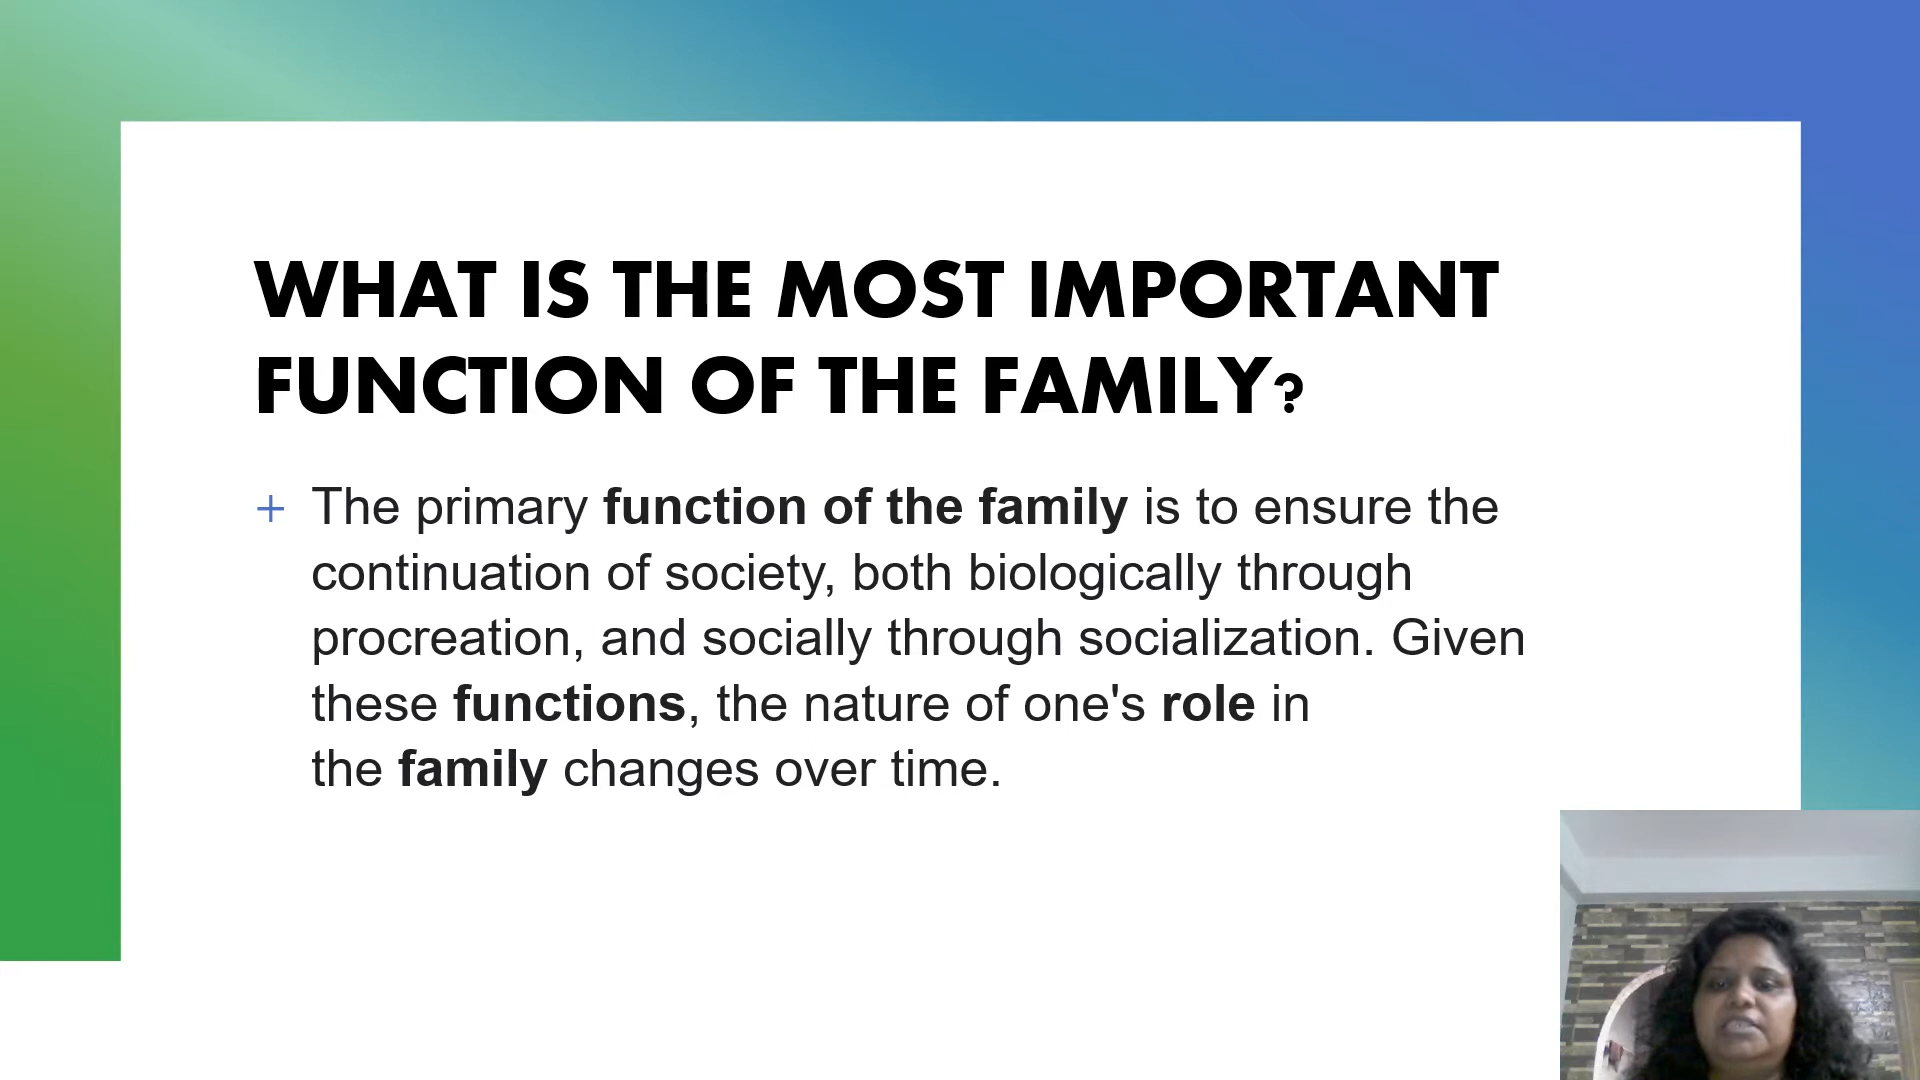 WHAT IS THE MOST IMPORTANT
FUNCTION OF THE FAMILY?
+ The primary function of the family is to ensure the
continuation of society, both biologically through
procreation, and socially through socialization. Given
these functions, the nature of one's role in
the family changes over time.